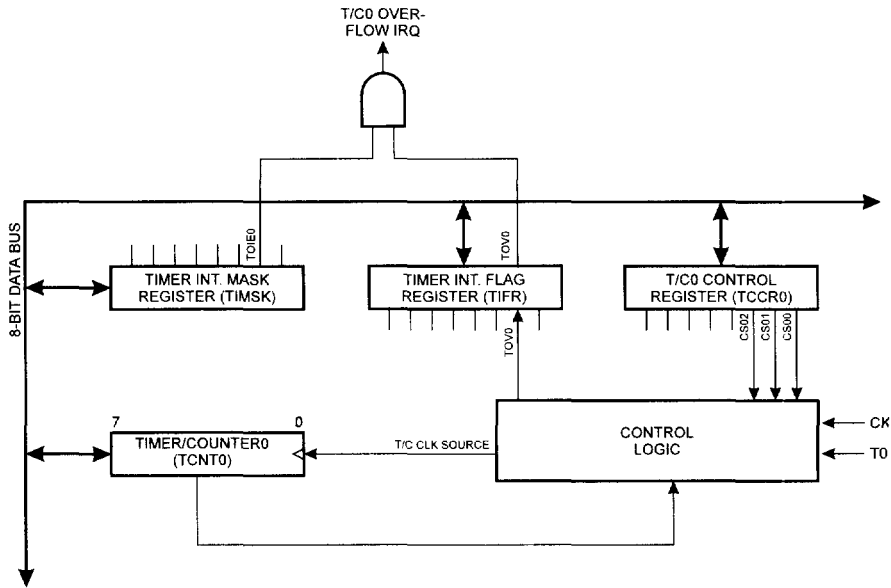 T/C0 OVER-
FLOW IRQ
8-BIT DATA BUS
TOIE0
TOV0
TIMER INT. MASK
REGISTER (TIMSK)
TIMER INT. FLAG
REGISTER (TIFR)
T/C0 CONTROL
REGISTER (TCCR0)
TOV0
CS02
CS01
CS00
7
0
TIMER/COUNTER0
(TCNT0)
T/C CLK SOURCE
CONTROL
LOGIC
CK
T0